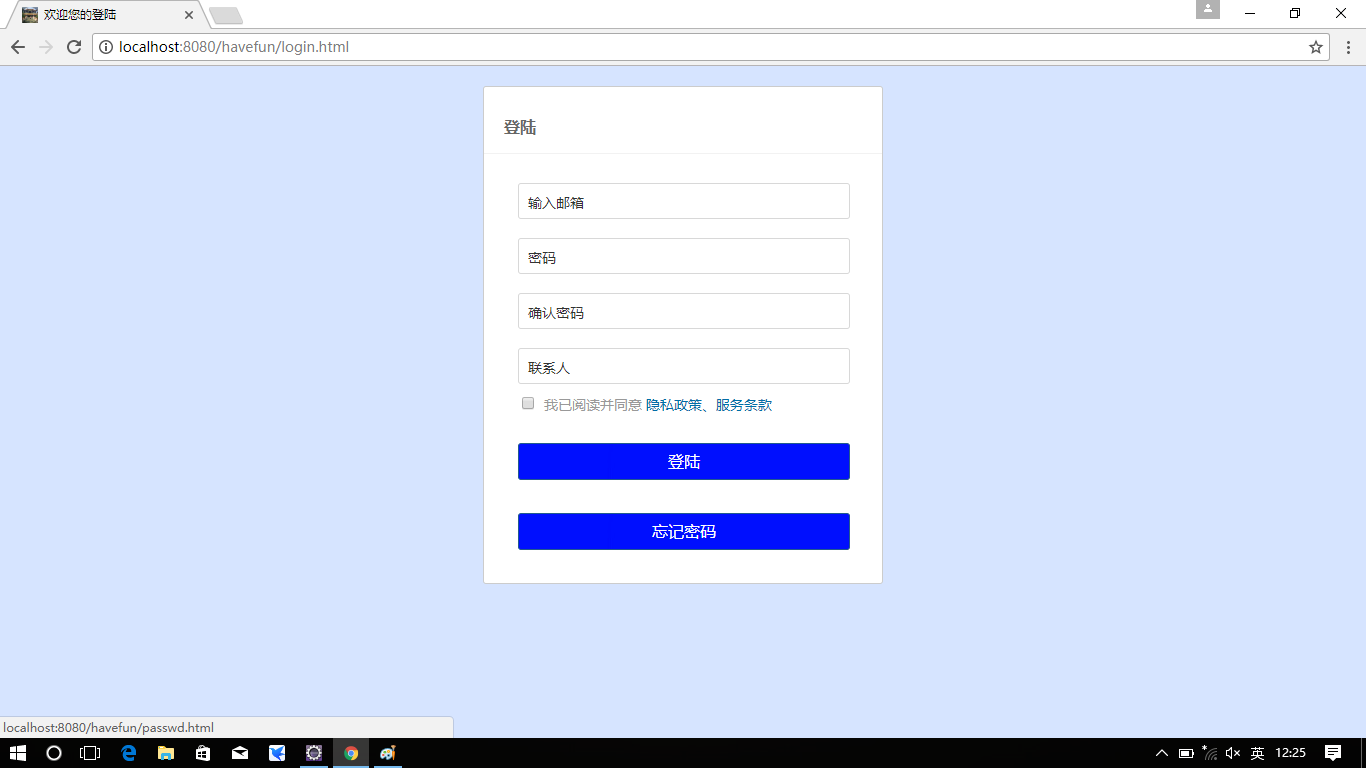 欢迎您的登陆
localhost:8080/havefun/login.html
登陆
输入邮箱
密码
确认密码
联系人
我已阅读并同意 隐私政策、服务条款
登陆
忘记密码
localhost:8080/havefun/passwd.html
英 12:25